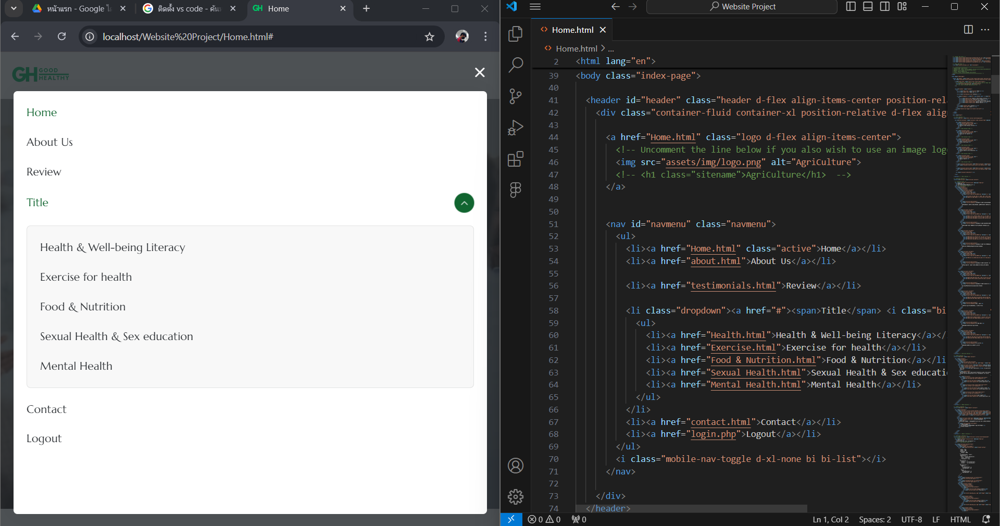 หน้าแรก - Google ไ
ติดตั้ง vs code - ค้น
GH Home
localhost/Website%20Project/Home.html#
GH GOOD
HEALTHY
Home
About Us
Review
Title
Health & Well-being Literacy
Exercise for health
Food & Nutrition
Sexual Health & Sex education
Mental Health
Contact
Logout
Website Project
Home.html
Home.html > ...
2 <html lang="en">
39 <body class="index-page">
40
41 <header id="header" class="header d-flex align-items-center position-rela
42 <div class="container-fluid container-xl position-relative d-flex alig
43
44 <a href="Home.html" class="logo d-flex align-items-center">
45 <!-- Uncomment the line below if you also wish to use an image log
46 <img src="assets/img/logo.png" alt="AgriCulture">
47 <!-- <h1 class="sitename">AgriCulture</h1>  -->
48 </a>
49
50
51 <nav id="navmenu" class="navmenu">
52 <ul>
53 <li><a href="Home.html" class="active">Home</a></li>
54 <li><a href="about.html">About Us</a></li>
55
56 <li><a href="testimonials.html">Review</a></li>
57
58 <li class="dropdown"><a href="#"><span>Title</span> <i class="bi
59 <ul>
60 <li><a href="Health.html">Health & Well-being Literacy</a></
61 <li><a href="Exercise.html">Exercise for health</a></li>
62 <li><a href="Food & Nutrition.html">Food & Nutrition</a></li
63 <li><a href="Sexual Health.html">Sexual Health & Sex educati
64 <li><a href="Mental Health.html">Mental Health</a></li>
65 </ul>
66 </li>
67 <li><a href="contact.html">Contact</a></li>
68 <li><a href="login.php">Logout</a></li>
69 </ul>
70 <i class="mobile-nav-toggle d-xl-none bi bi-list"></i>
71 </nav>
72
73 </div>
74 </header>
0 0 0 Ln 1, Col 2 Spaces: 2 UTF-8 LF HTML